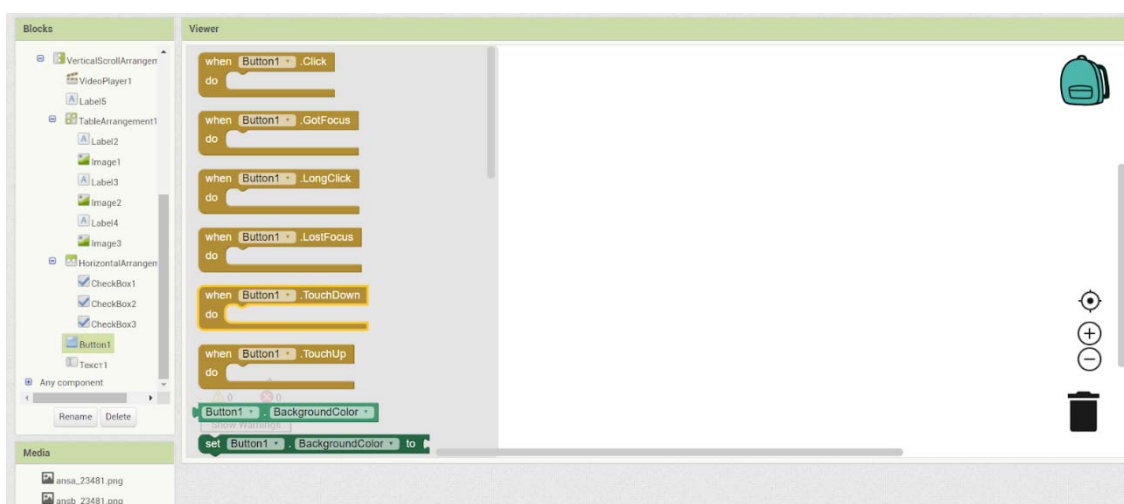 Blocks
Viewer
VerticalScrollArrangem
VideoPlayer1
Label5
TableArrangement1
Label2
Image1
Label3
Image2
Label4
Image3
HorizontalArrangem
CheckBox1
CheckBox2
CheckBox3
Button1
Текст1
Any component
Rename Delete
Media
ansa_23481.png
ansb_23481.png
when Button1 .Click
do
when Button1 .GotFocus
do
when Button1 .LongClick
do
when Button1 .LostFocus
do
when Button1 .TouchDown
do
when Button1 .TouchUp
do
0 0
Button1 . BackgroundColor
Show Warnings
set Button1 . BackgroundColor to